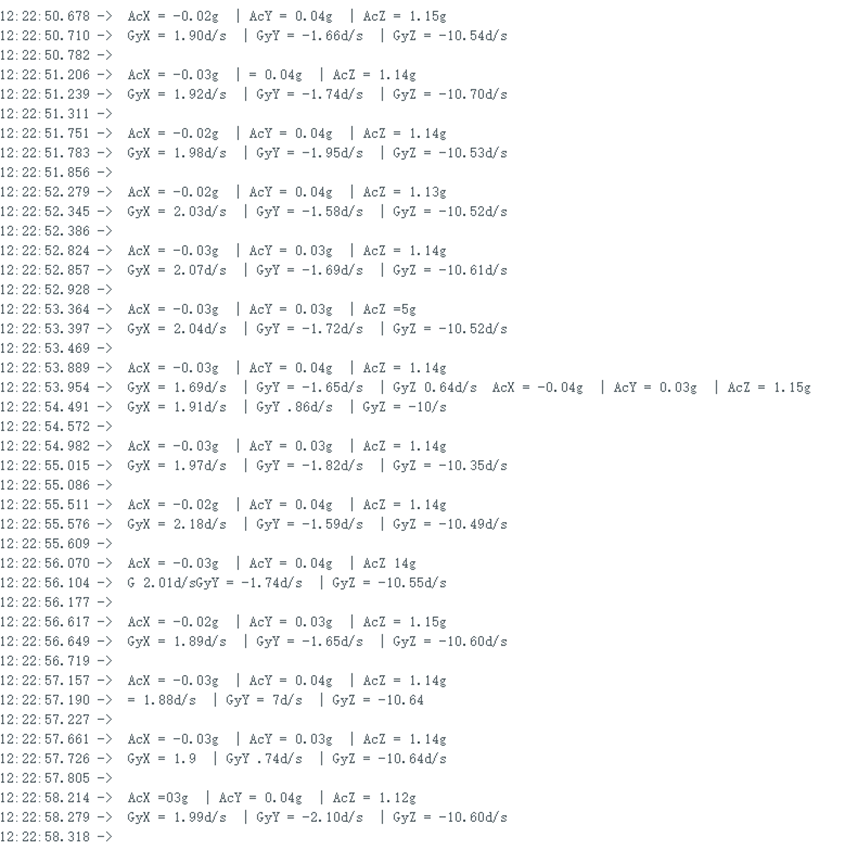 12:22:50.678 -> AcX = -0.02g | AcY = 0.04g | AcZ = 1.15g
12:22:50.710 -> GyX = 1.90d/s | GyY = -1.66d/s | GyZ = -10.54d/s
12:22:50.782 ->
12:22:51.206 -> AcX = -0.03g | = 0.04g | AcZ = 1.14g
12:22:51.239 -> GyX = 1.92d/s | GyY = -1.74d/s | GyZ = -10.70d/s
12:22:51.311 ->
12:22:51.751 -> AcX = -0.02g | AcY = 0.04g | AcZ = 1.14g
12:22:51.783 -> GyX = 1.98d/s | GyY = -1.95d/s | GyZ = -10.53d/s
12:22:51.856 ->
12:22:52.279 -> AcX = -0.02g | AcY = 0.04g | AcZ = 1.13g
12:22:52.345 -> GyX = 2.03d/s | GyY = -1.58d/s | GyZ = -10.52d/s
12:22:52.386 ->
12:22:52.824 -> AcX = -0.03g | AcY = 0.03g | AcZ = 1.14g
12:22:52.857 -> GyX = 2.07d/s | GyY = -1.69d/s | GyZ = -10.61d/s
12:22:52.928 ->
12:22:53.364 -> AcX = -0.03g | AcY = 0.03g | AcZ =5g
12:22:53.397 -> GyX = 2.04d/s | GyY = -1.72d/s | GyZ = -10.52d/s
12:22:53.469 ->
12:22:53.889 -> AcX = -0.03g | AcY = 0.04g | AcZ = 1.14g
12:22:53.954 -> GyX = 1.69d/s | GyY = -1.65d/s | GyZ 0.64d/s AcX = -0.04g | AcY = 0.03g | AcZ = 1.15g
12:22:54.491 -> GyX = 1.91d/s | GyY .86d/s | GyZ = -10/s
12:22:54.572 ->
12:22:54.982 -> AcX = -0.03g | AcY = 0.03g | AcZ = 1.14g
12:22:55.015 -> GyX = 1.97d/s | GyY = -1.82d/s | GyZ = -10.35d/s
12:22:55.086 ->
12:22:55.511 -> AcX = -0.02g | AcY = 0.04g | AcZ = 1.14g
12:22:55.576 -> GyX = 2.18d/s | GyY = -1.59d/s | GyZ = -10.49d/s
12:22:55.609 ->
12:22:56.070 -> AcX = -0.03g | AcY = 0.04g | AcZ 14g
12:22:56.104 -> G 2.01d/sGyY = -1.74d/s | GyZ = -10.55d/s
12:22:56.177 ->
12:22:56.617 -> AcX = -0.02g | AcY = 0.03g | AcZ = 1.15g
12:22:56.649 -> GyX = 1.89d/s | GyY = -1.65d/s | GyZ = -10.60d/s
12:22:56.719 ->
12:22:57.157 -> AcX = -0.03g | AcY = 0.04g | AcZ = 1.14g
12:22:57.190 -> = 1.88d/s | GyY = 7d/s | GyZ = -10.64
12:22:57.227 ->
12:22:57.661 -> AcX = -0.03g | AcY = 0.03g | AcZ = 1.14g
12:22:57.726 -> GyX = 1.9 | GyY .74d/s | GyZ = -10.64d/s
12:22:57.805 ->
12:22:58.214 -> AcX =03g | AcY = 0.04g | AcZ = 1.12g
12:22:58.279 -> GyX = 1.99d/s | GyY = -2.10d/s | GyZ = -10.60d/s
12:22:58.318 ->